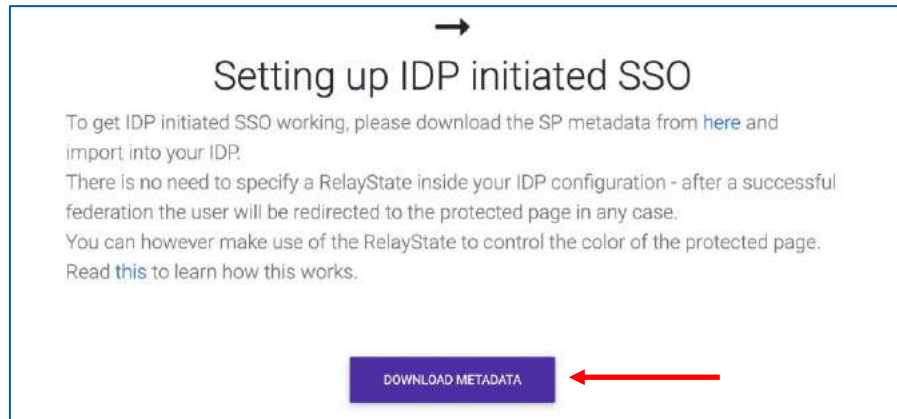 Setting up IDP initiated SSO
To get IDP initiated SSO working, please download the SP metadata from here and
import into your IDP.
There is no need to specify a RelayState inside your IDP configuration - after a successful
federation the user will be redirected to the protected page in any case.
You can however make use of the RelayState to control the color of the protected page.
Read this to learn how this works.
DOWNLOAD METADATA